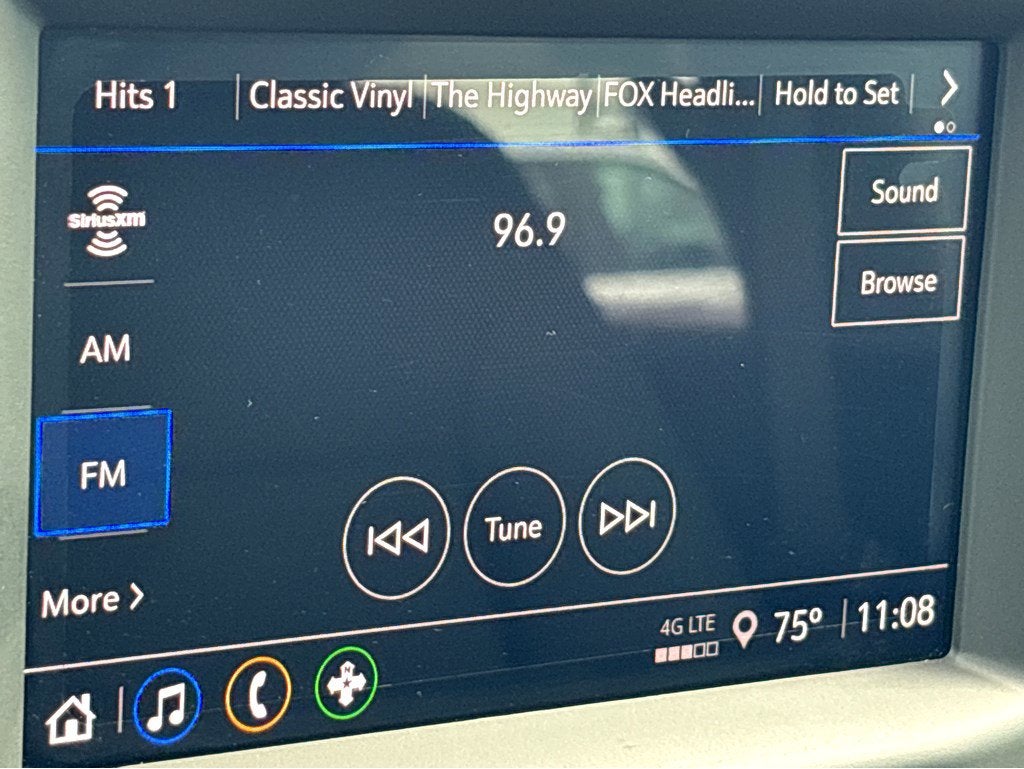 Hits 1 Classic Vinyl The Highway FOX Headli... Hold to Set
Sound
SiriusXM
96.9
Browse
AM
FM
Tune
More
4G LTE 75° 11:08
N